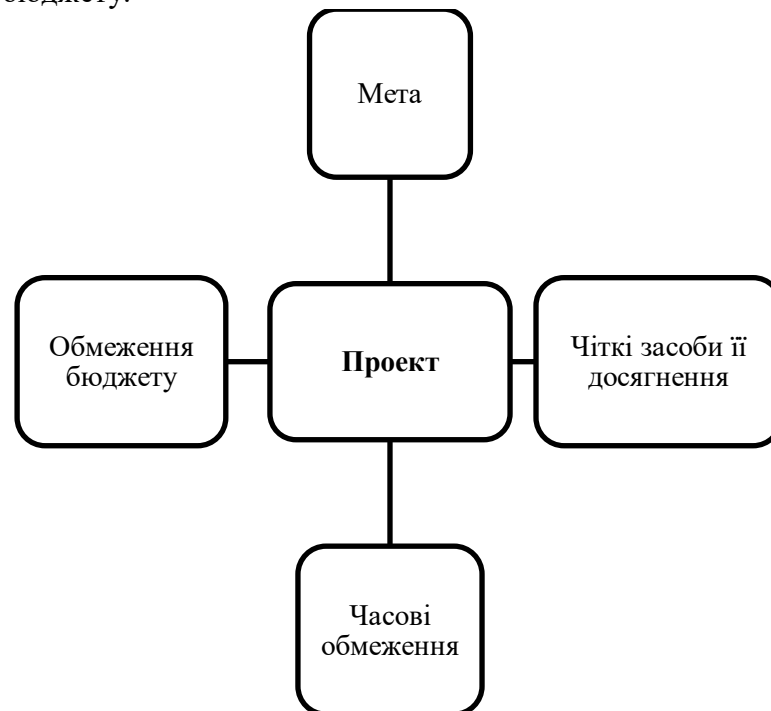 бюджету.
Мета
Обмеження
бюджету
Проект
Чіткі засоби її
досягнення
Часові
обмеження